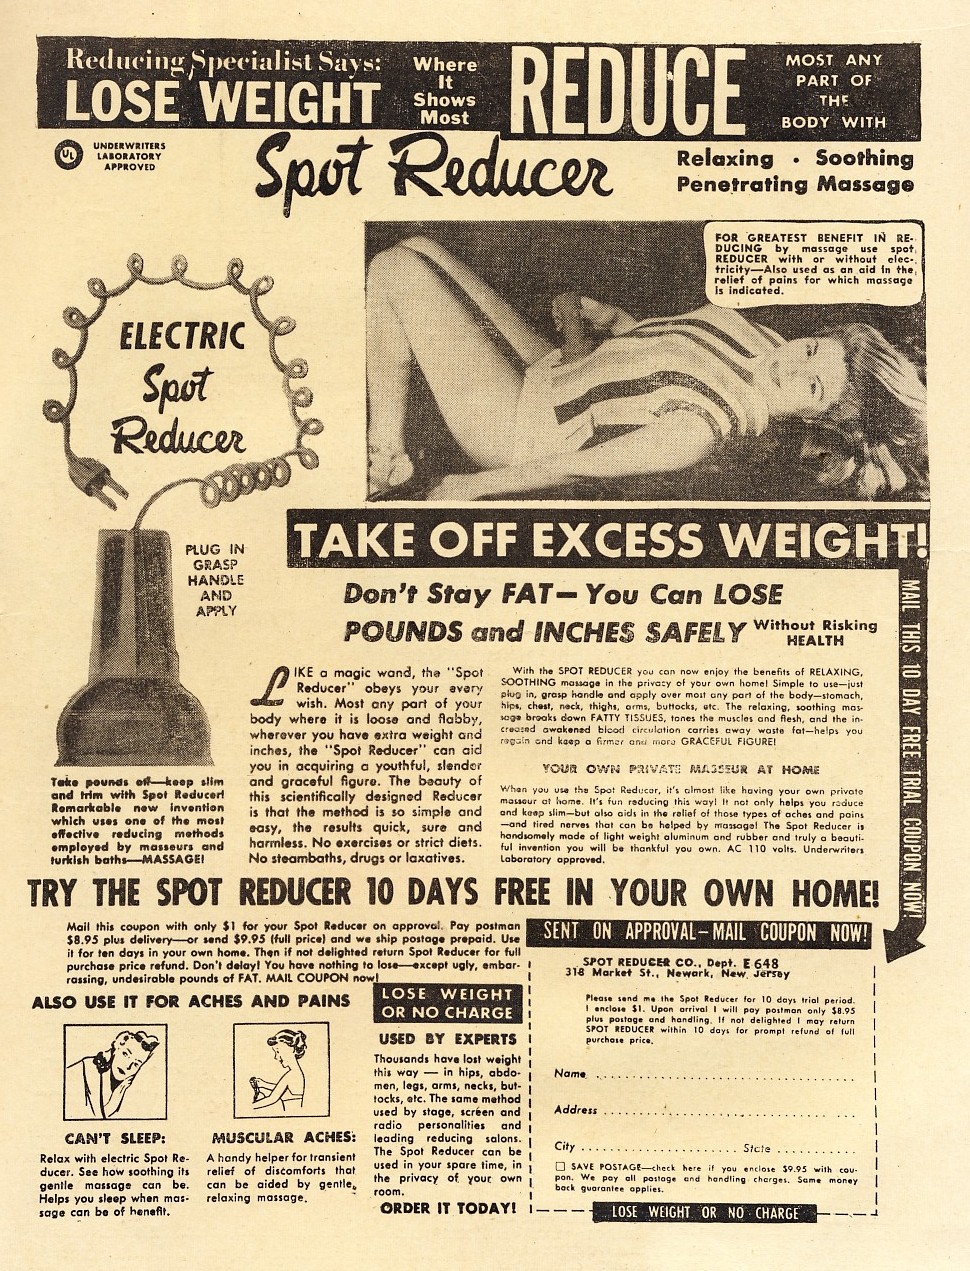 Reducing Specialist Says:
LOSE WEIGHT
Where
It
Shows
Most
REDUCE
MOST ANY
PART OF
THE
BODY WITH
UL
UNDERWRITERS
LABORATORY
APPROVED
Spot Reducer
Relaxing · Soothing
Penetrating Massage
FOR GREATEST BENEFIT IN RE-
DUCING by massage use spot
REDUCER with or without elec-
tricity—Also used as an aid in the
relief of pains for which massage
is indicated.
ELECTRIC
Spot
Reducer
PLUG IN
GRASP
HANDLE
AND
APPLY
TAKE OFF EXCESS WEIGHT!
Don't Stay FAT—You Can LOSE
POUNDS and INCHES SAFELY Without Risking
HEALTH
MAIL THIS 10 DAY FREE TRIAL COUPON NOW!
LIKE a magic wand, the "Spot
Reducer" obeys your every
wish. Most any part of your
body where it is loose and flabby,
wherever you have extra weight and
inches, the "Spot Reducer" can aid
you in acquiring a youthful, slender
and graceful figure. The beauty of
this scientifically designed Reducer
is that the method is so simple and
easy, the results quick, sure and
harmless. No exercises or strict diets.
No steambaths, drugs or laxatives.
With the SPOT REDUCER you can now enjoy the benefits of RELAXING,
SOOTHING massage in the privacy of your own home! Simple to use—just
plug in, grasp handle and apply over most any part of the body—stomach,
hips, chest, neck, thighs, arms, buttocks, etc. The relaxing, soothing mas-
sage breaks down FATTY TISSUES, tones the muscles and flesh, and the in-
creased awakened blood circulation carries away waste fat—helps you
regain and keep a firmer and more GRACEFUL FIGURE!
YOUR OWN PRIVATE MASSEUR AT HOME
When you use the Spot Reducer, it's almost like having your own private
masseur at home. It's fun reducing this way! It not only helps you reduce
and keep slim—but also aids in the relief of those types of aches and pains
—and tired nerves that can be helped by massage! The Spot Reducer is
handsomely made of light weight aluminum and rubber and truly a beauti-
ful invention you will be thankful you own. AC 110 volts. Underwriters
Laboratory approved.
Take pounds off—keep slim
and trim with Spot Reducer!
Remarkable new invention
which uses one of the most
effective reducing methods
employed by masseurs and
turkish baths—MASSAGE!
TRY THE SPOT REDUCER 10 DAYS FREE IN YOUR OWN HOME!
Mail this coupon with only $1 for your Spot Reducer on approval. Pay postman
$8.95 plus delivery—or send $9.95 (full price) and we ship postage prepaid. Use
it for ten days in your own home. Then if not delighted return Spot Reducer for full
purchase price refund. Don't delay! You have nothing to lose—except ugly, embar-
rassing, undesirable pounds of FAT. MAIL COUPON now!
ALSO USE IT FOR ACHES AND PAINS
CAN'T SLEEP:
Relax with electric Spot Re-
ducer. See how soothing its
gentle massage can be.
Helps you sleep when mas-
sage can be of benefit.
MUSCULAR ACHES:
A handy helper for transient
relief of discomforts that
can be aided by gentle,
relaxing massage.
LOSE WEIGHT
OR NO CHARGE
USED BY EXPERTS
Thousands have lost weight
this way — in hips, abdo-
men, legs, arms, necks, but-
tocks, etc. The same method
used by stage, screen and
radio personalities and
leading reducing salons.
The Spot Reducer can be
used in your spare time, in
the privacy of your own
room.
ORDER IT TODAY!
SENT ON APPROVAL—MAIL COUPON NOW!
SPOT REDUCER CO., Dept. E 648
318 Market St., Newark, New Jersey
Please send me the Spot Reducer for 10 days trial period.
I enclose $1. Upon arrival I will pay postman only $8.95
plus postage and handling. If not delighted I may return
SPOT REDUCER within 10 days for prompt refund of full
purchase price.
Name
Address
City State
SAVE POSTAGE—check here if you enclose $9.95 with cou-
pon. We pay all postage and handling charges. Same money
back guarantee applies.
LOSE WEIGHT OR NO CHARGE